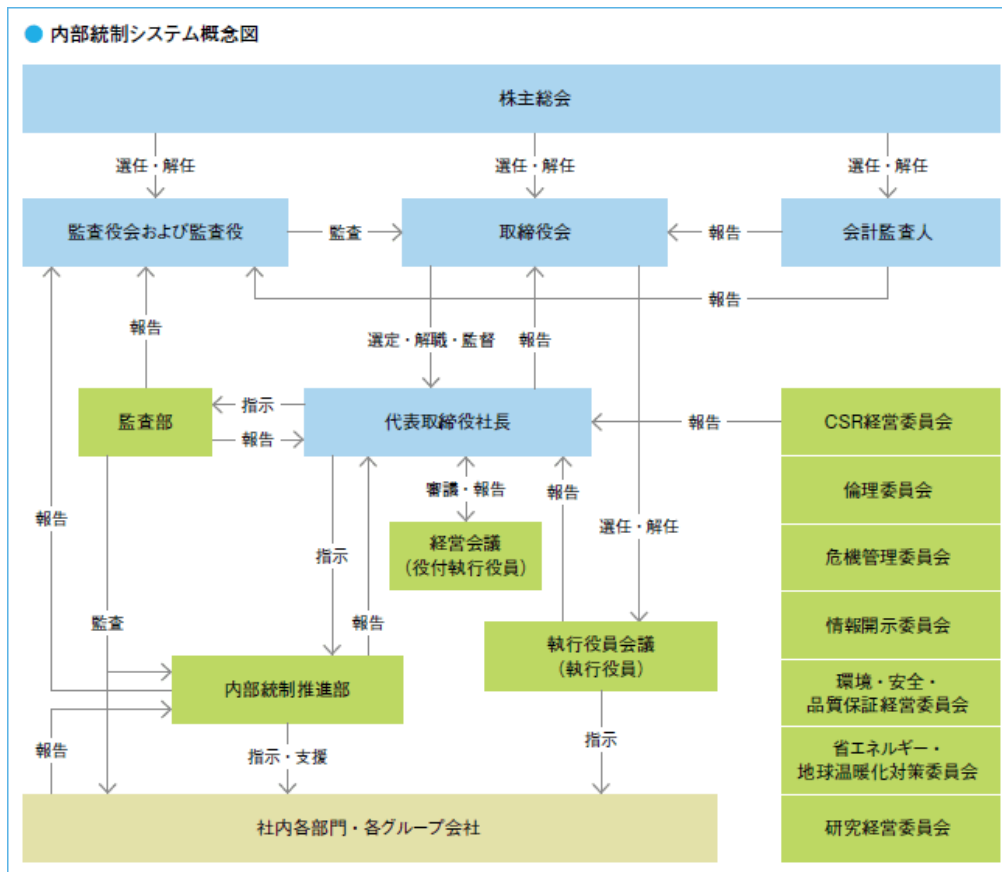 内部統制システム概念図
株主総会
選任・解任
選任・解任
選任・解任
監査役会および監査役
監査
取締役会
報告
会計監査人
報告
報告
選定・解職・監督
報告
監査部
指示
報告
代表取締役社長
報告
CSR経営委員会
倫理委員会
審議・報告
報告
報告
経営会議
(役付執行役員)
指示
選任・解任
危機管理委員会
監査
報告
執行役員会議
(執行役員)
情報開示委員会
内部統制推進部
環境・安全・
品質保証経営委員会
報告
指示・支援
指示
省エネルギー・
地球温暖化対策委員会
社内各部門・各グループ会社
研究経営委員会